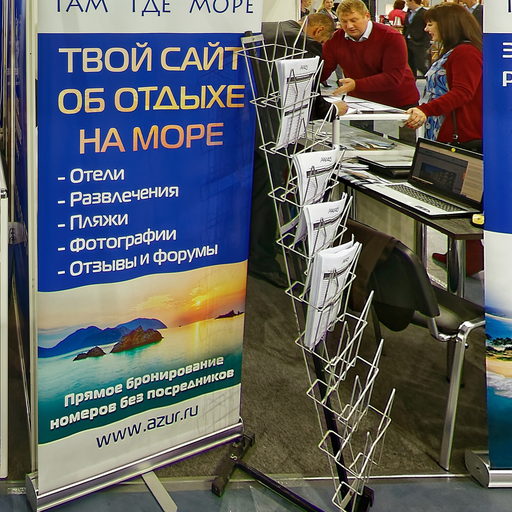 ТАМ ГДЕ МОРЕ
ТВОЙ САЙТ
ОБ ОТДЫХЕ
НА МОРЕ
- Отели
- Развлечения
- Пляжи
- Фотографии
- Отзывы и форумы
Прямое бронирование
номеров без посредников
www.azur.ru